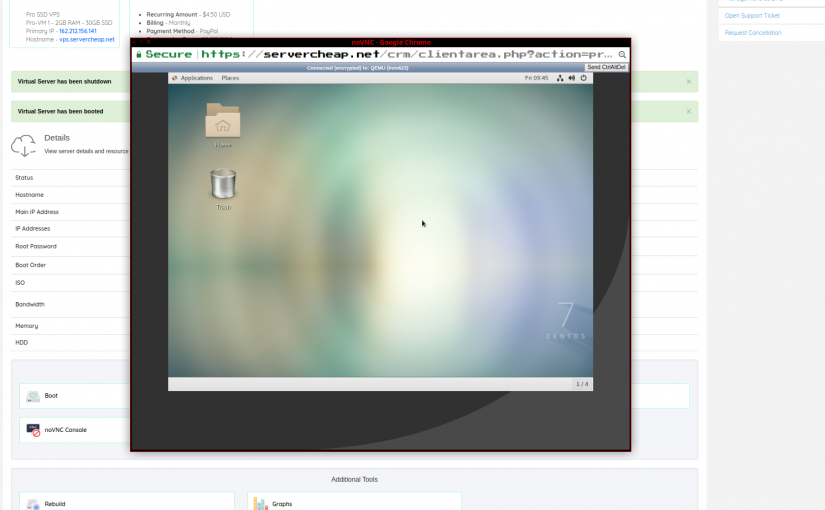 Pro SSD VPS
Pro-VM 1 - 2GB RAM - 30GB SSD
Primary IP - 162.212.156.141
Hostname - vps.servercheap.net
• Recurring Amount - $4.50 USD
• Billing - Monthly
• Payment Method - PayPal
Open Support Ticket
Request Cancellation
noVNC - Google Chrome
Secure | https://servercheap.net/crm/clientarea.php?action=pr...
Connected (encrypted) to: QEMU
Send CtrlAltDel
Applications Places
Fri 09:45
Home
Trash
7
CENTOS
1 / 4
Virtual Server has been shutdown ×
Virtual Server has been booted ×
Details
View server details and resource
Status
Hostname
Main IP Address
IP Addresses
Root Password
Boot Order
ISO
Bandwidth
Memory
HDD
Boot
noVNC Console
Additional Tools
Rebuild
Graphs